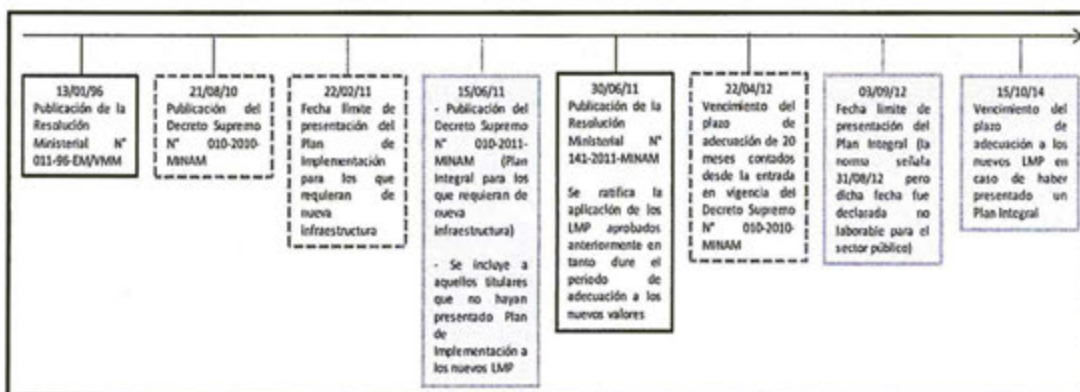 13/01/96
Publicación de la
Resolución
Ministerial N°
011-96-EM/VMM
21/08/10
Publicación del
Decreto Supremo
N° 010-2010-
MINAM
22/02/11
Fecha límite de
presentación del
Plan de
Implementación
para los que
requieran de
nueva
infraestructura
15/06/11
- Publicación del
Decreto Supremo
N° 010-2011-
MINAM (Plan
Integral para los
que requieran de
nueva
infraestructura)
- Se incluye a
aquellos titulares
que no hayan
presentado Plan
de
Implementación a
los nuevos LMP
30/06/11
Publicación de la
Resolución
Ministerial N°
141-2011-MINAM
Se ratifica la
aplicación de los
LMP aprobados
anteriormente en
tanto dure el
periodo de
adecuación a los
nuevos valores
22/04/12
Vencimiento del
plazo de
adecuación de 20
meses contados
desde la entrada
en vigencia del
Decreto Supremo
N° 010-2010-
MINAM
03/09/12
Fecha límite de
presentación del
Plan Integral (la
norma señala
31/08/12 pero
dicha fecha fue
declarada no
laborable para el
sector público)
15/10/14
Vencimiento del
plazo de
adecuación a los
nuevos LMP en
caso de haber
presentado un
Plan Integral